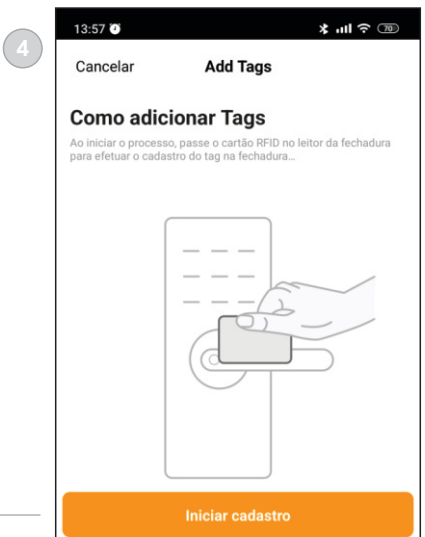 4
13:57
70
Cancelar
Add Tags
Como adicionar Tags
Ao iniciar o processo, passe o cartão RFID no leitor da fechadura
para efetuar o cadastro do tag na fechadura...
Iniciar cadastro